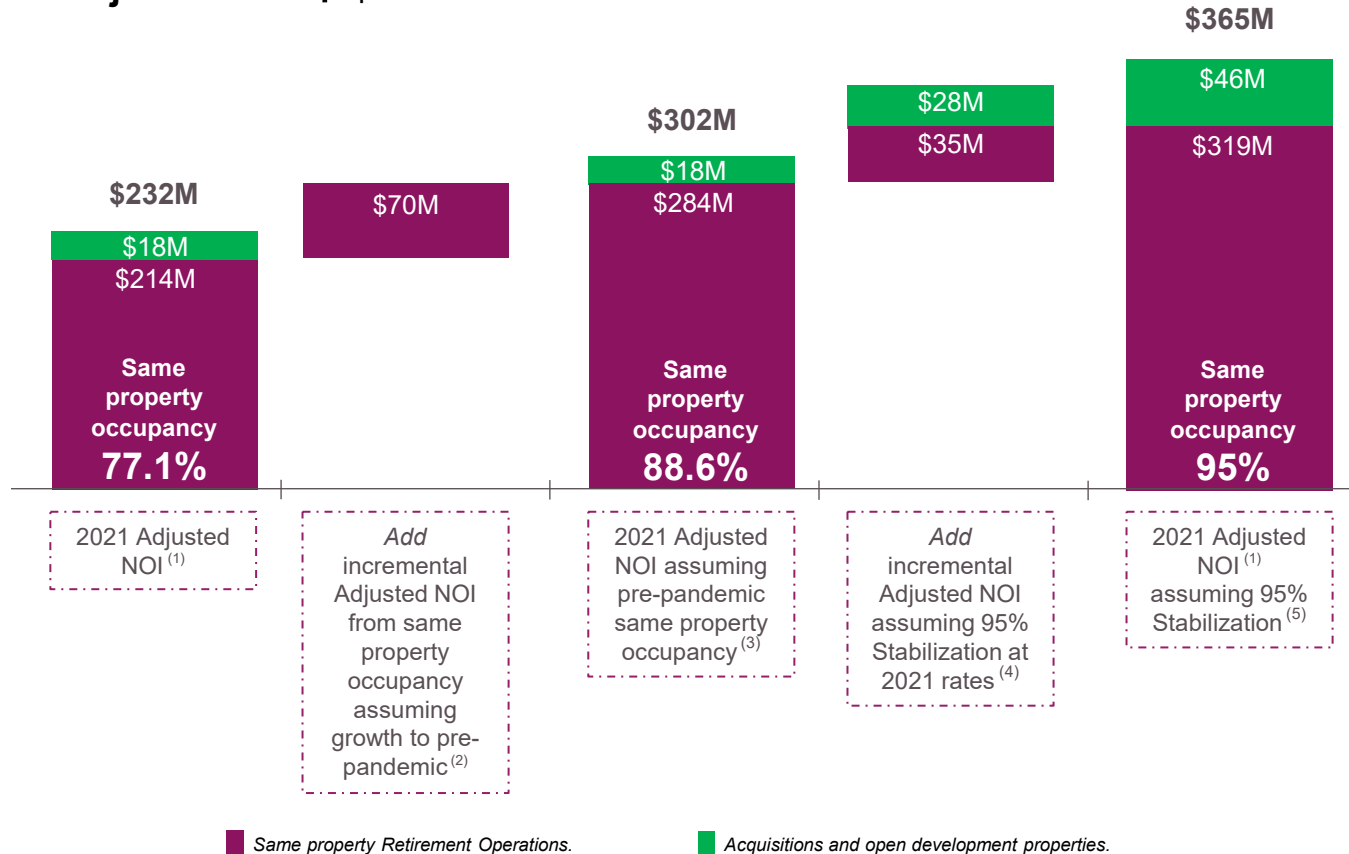 $365M
$46M
$319M
$28M
$35M
$302M
$18M
$284M
$232M
$70M
$18M
$214M
Same
property
occupancy
77.1%
Same
property
occupancy
88.6%
Same
property
occupancy
95%
2021 Adjusted
NOI (1)
Add
incremental
Adjusted NOI
from same
property
occupancy
assuming
growth to pre-
pandemic (2)
2021 Adjusted
NOI assuming
pre-pandemic
same property
occupancy (3)
Add
incremental
Adjusted NOI
assuming 95%
Stabilization at
2021 rates (4)
2021 Adjusted
NOI (1)
assuming 95%
Stabilization (5)
Same property Retirement Operations.
Acquisitions and open development properties.